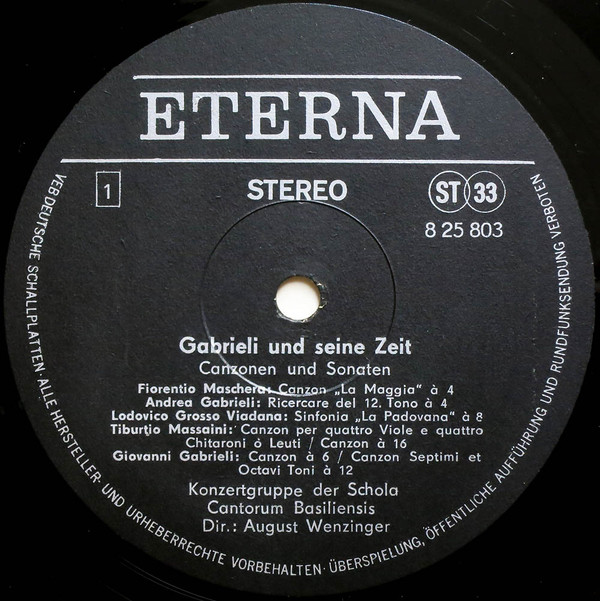 ETERNA
1 STEREO ST 33
8 25 803
Gabrieli und seine Zeit
Canzonen und Sonaten
Fiorentio Maschera: Canzon „La Maggia“ à 4
Andrea Gabrieli: Ricercare del 12. Tono à 4
Lodovico Grosso Viadana: Sinfonia „La Padovana“ à 8
Tiburtio Massaini: Canzon per quattro Viole e quattro
Chitaroni ò Leuti / Canzon à 16
Giovanni Gabrieli: Canzon à 6 / Canzon Septimi et
Octavi Toni à 12
Konzertgruppe der Schola
Cantorum Basiliensis
Dir.: August Wenzinger
VEB DEUTSCHE SCHALLPLATTEN · ALLE HERSTELLER- UND URHEBERRECHTE VORBEHALTEN · ÜBERSPIELUNG, ÖFFENTLICHE AUFFÜHRUNG UND RUNDFUNKSENDUNG VERBOTEN